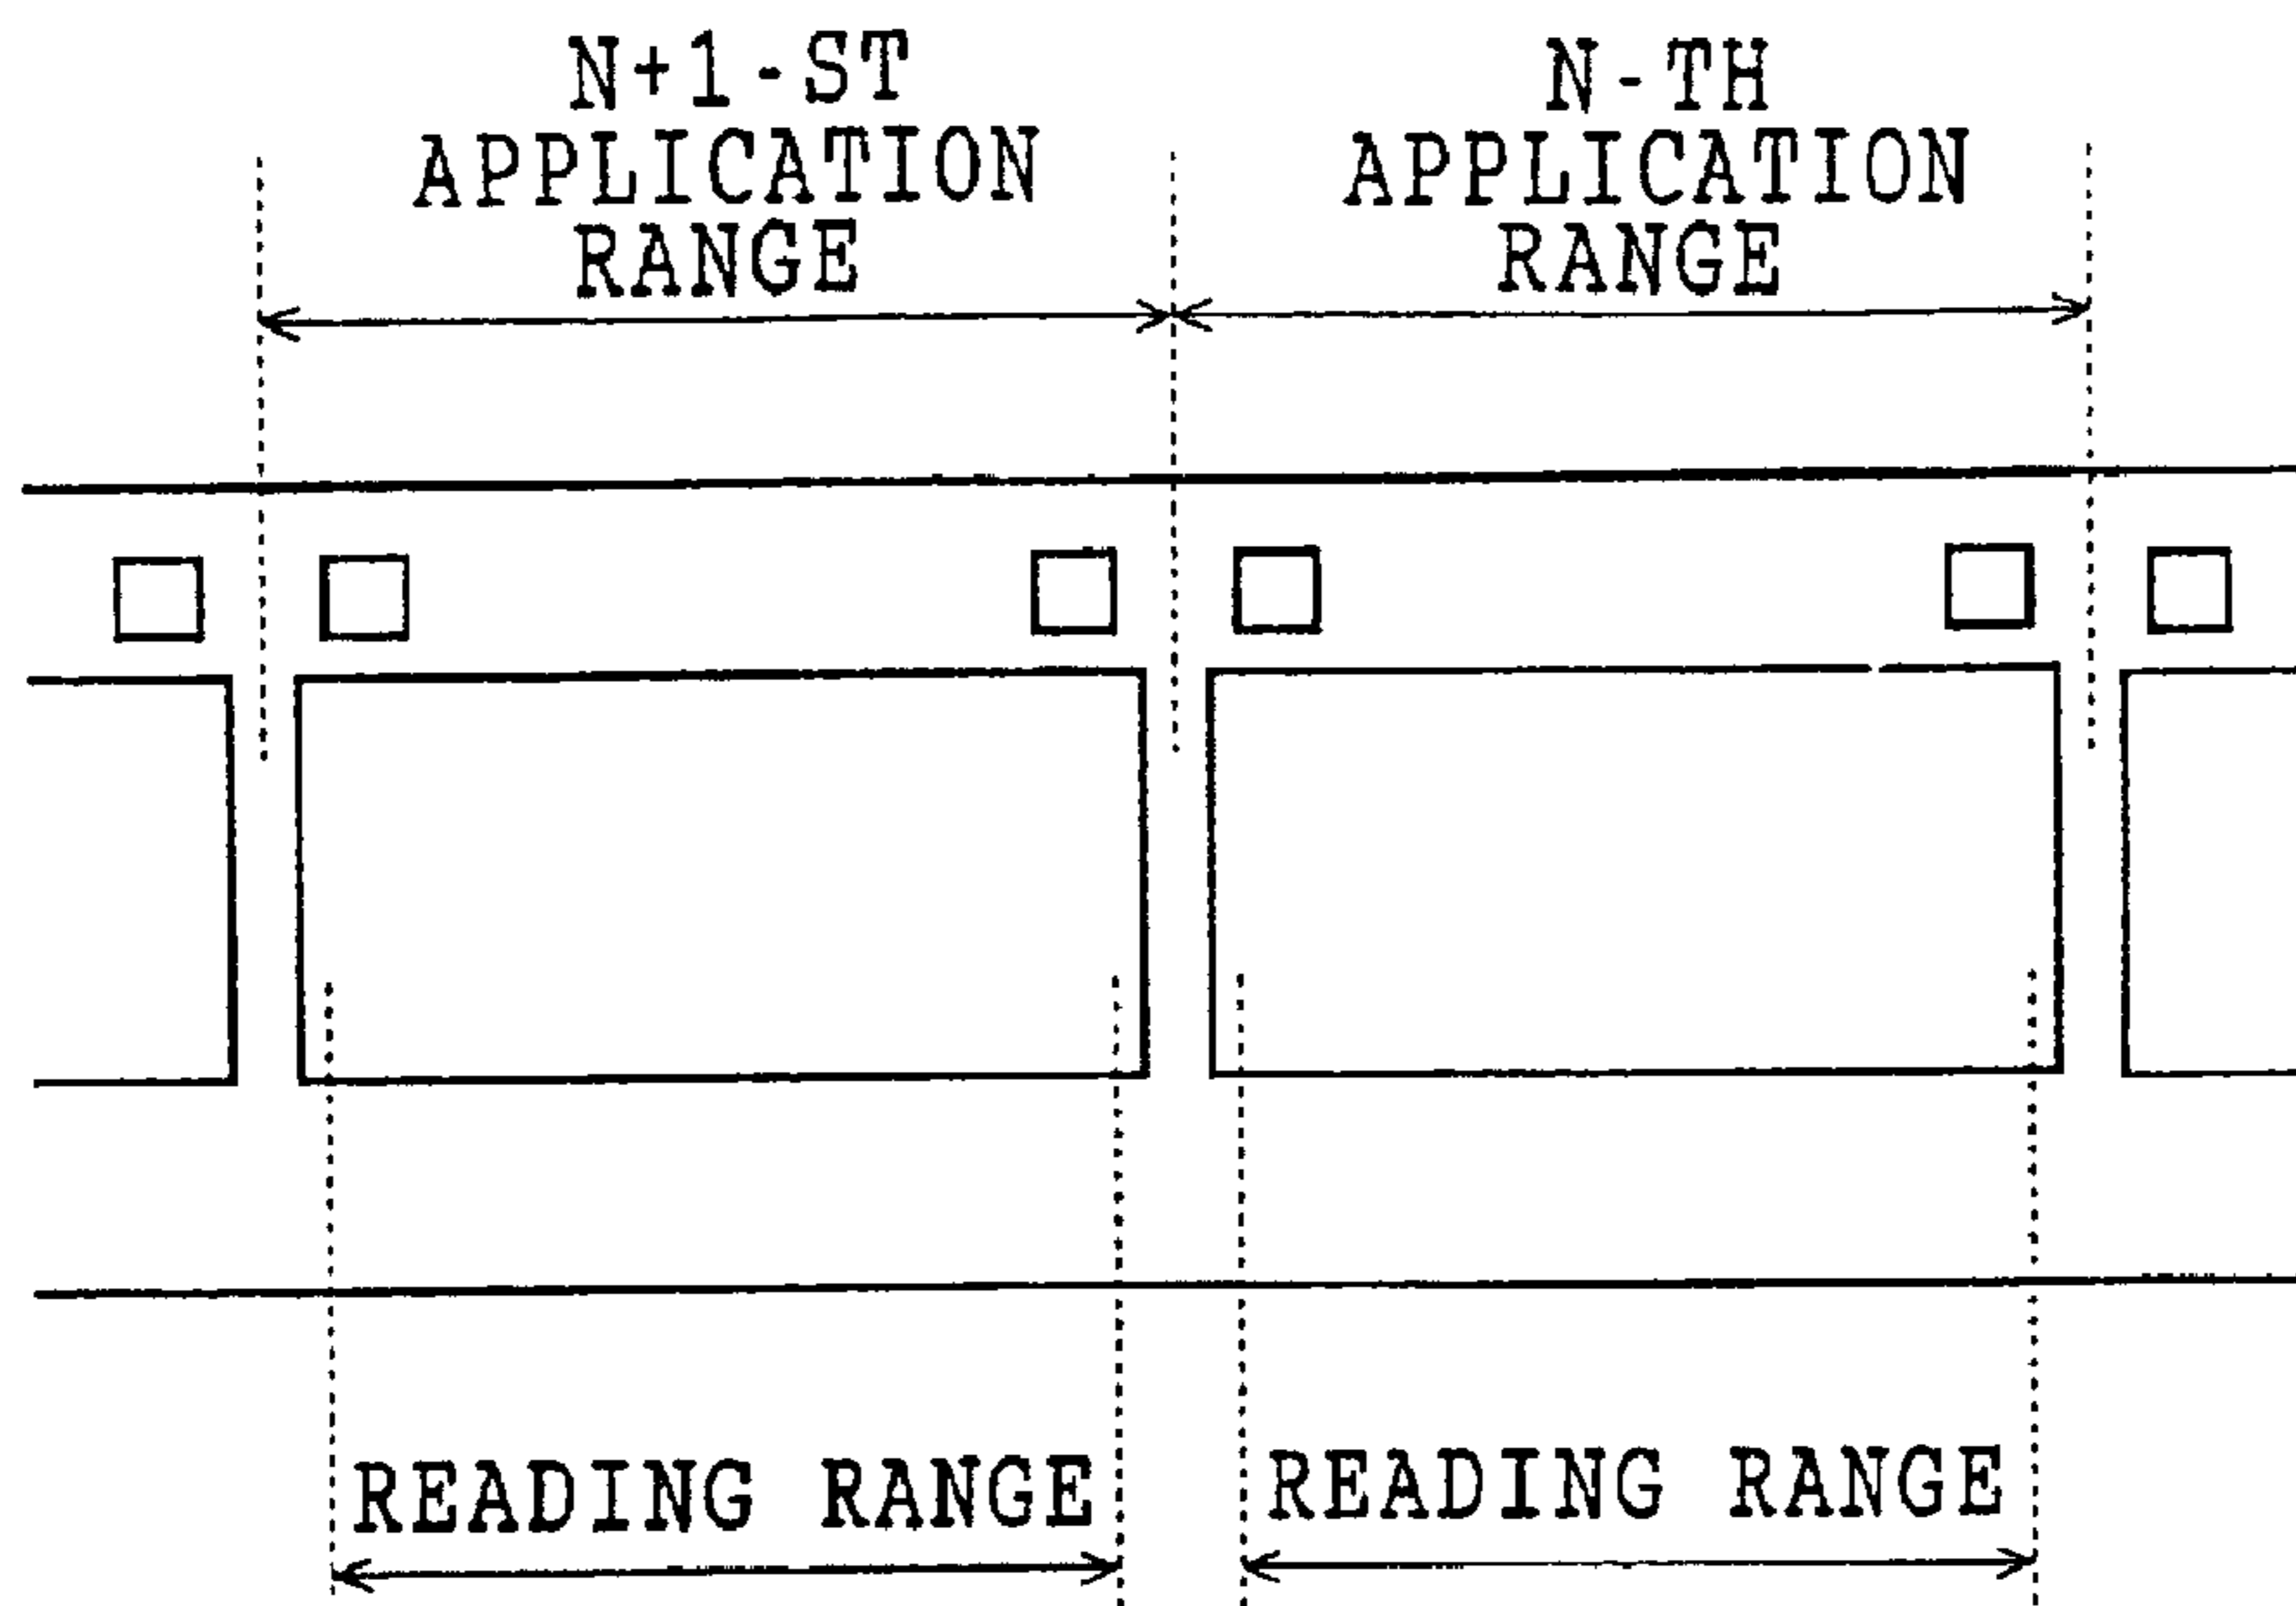 N+1-ST
APPLICATION
RANGE
N-TH
APPLICATION
RANGE
READING RANGE
READING RANGE